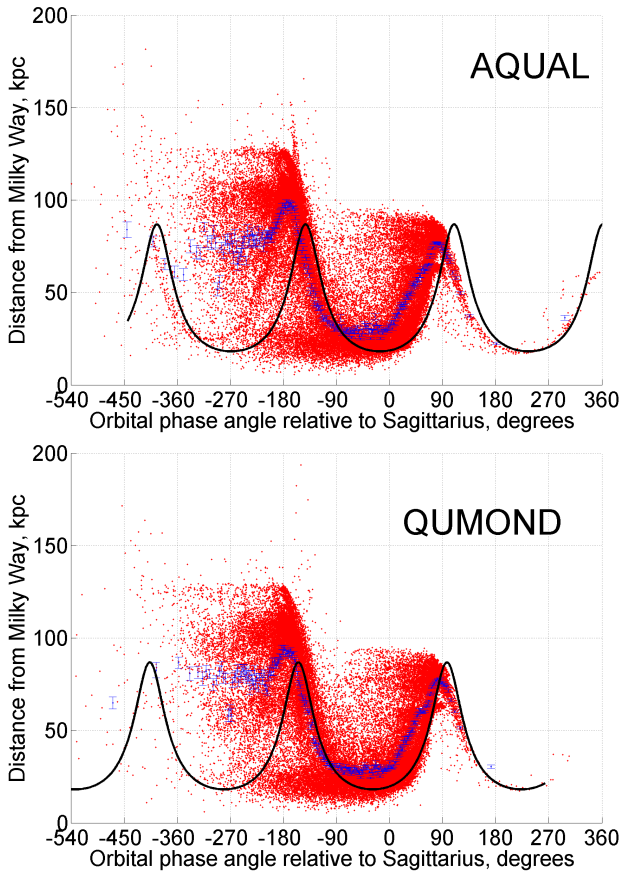 200
AQUAL
150
100
50
0
Distance from Milky Way, kpc
-540 -450 -360 -270 -180 -90 0 90 180 270 360
Orbital phase angle relative to Sagittarius, degrees
200
QUMOND
150
100
50
0
Distance from Milky Way, kpc
-540 -450 -360 -270 -180 -90 0 90 180 270 360
Orbital phase angle relative to Sagittarius, degrees